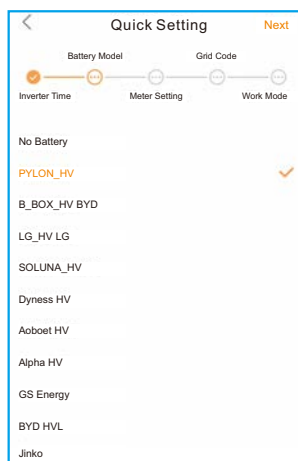 Quick Setting
Next
Battery Model
Grid Code
Inverter Time
Meter Setting
Work Mode
No Battery
PYLON_HV
B_BOX_HV BYD
LG_HV LG
SOLUNA_HV
Dyness HV
Aoboet HV
Alpha HV
GS Energy
BYD HVL
Jinko